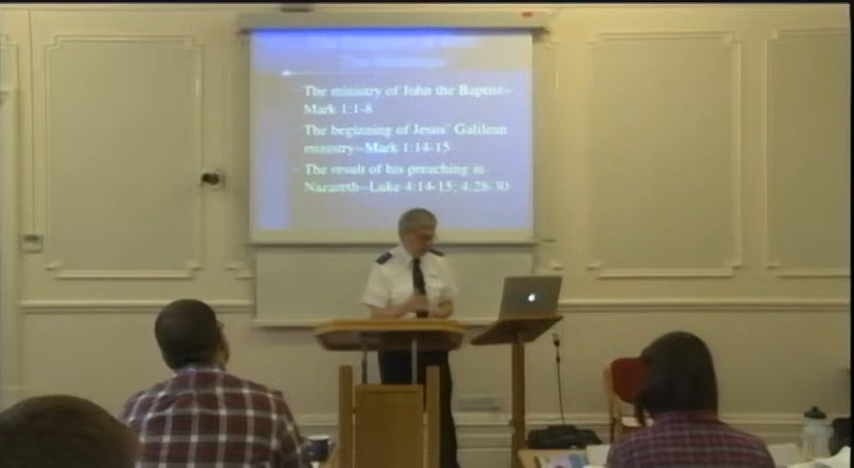 The ministry of John the Baptist–
Mark 1:1-8
The beginning of Jesus' Galilean
ministry–Mark 1:14-15
The result of his preaching in
Nazareth–Luke 4:14-15; 4:28-30